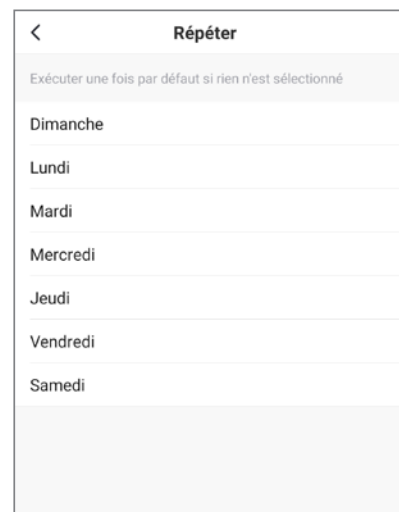 Répéter
Exécuter une fois par défaut si rien n'est sélectionné
Dimanche
Lundi
Mardi
Mercredi
Jeudi
Vendredi
Samedi